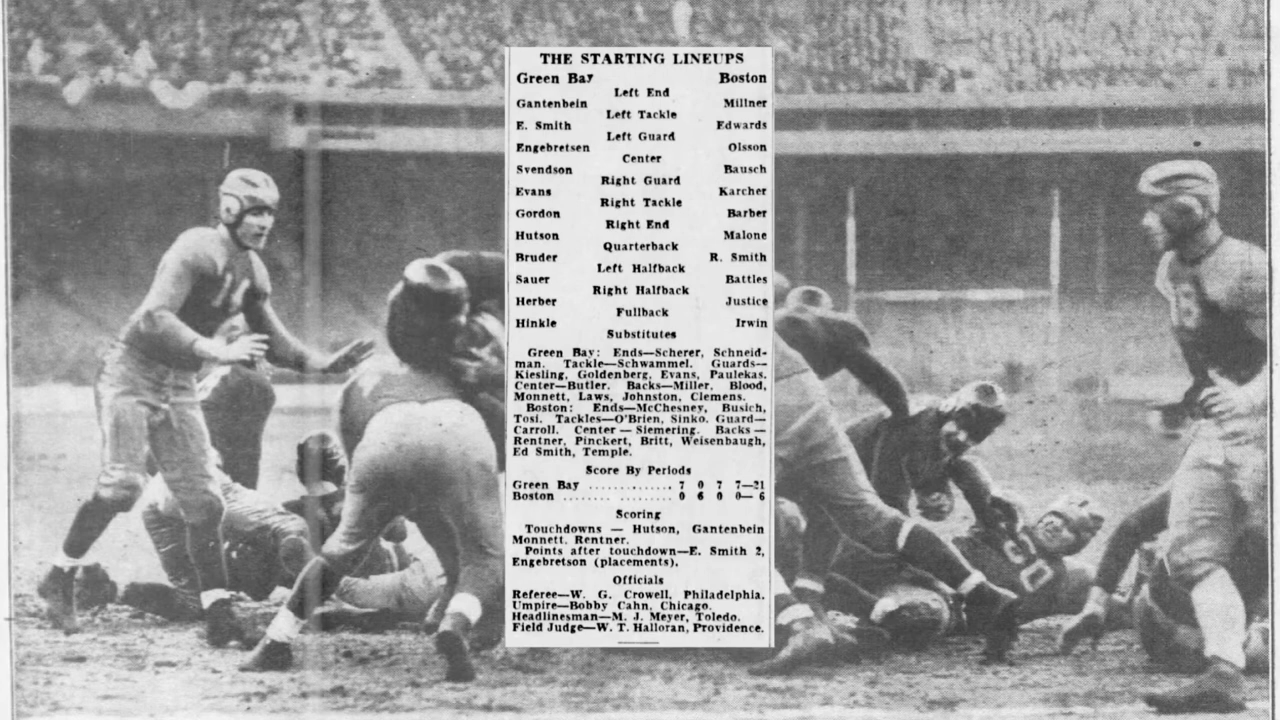 THE STARTING LINEUPS
Green Bay Boston
Left End
Gantenbein Millner
Left Tackle
E. Smith Edwards
Left Guard
Engebretsen Olsson
Center
Svendson Bausch
Right Guard
Evans Karcher
Right Tackle
Gordon Barber
Right End
Hutson Malone
Quarterback
Bruder R. Smith
Left Halfback
Sauer Battles
Right Halfback
Herber Justice
Fullback
Hinkle Irwin
Substitutes
Green Bay: Ends—Scherer, Schneid-
man. Tackle—Schwammel. Guards—
Kiesling, Goldenberg, Evans, Paulekas.
Center—Butler. Backs—Miller, Blood,
Monnett, Laws, Johnston, Clemens.
Boston: Ends—McChesney, Busich,
Tosi. Tackles—O'Brien, Sinko. Guard—
Carroll. Center—Siemering. Backs—
Rentner, Pinckert, Britt, Weisenbaugh,
Ed Smith, Temple.
Score By Periods
Green Bay ............. 7 0 7 7—21
Boston ........ ......... 0 6 0 0— 6
Scoring
Touchdowns — Hutson, Gantenbein
Monnett. Rentner.
Points after touchdown—E. Smith 2,
Engebretson (placements).
Officials
Referee—W. G. Crowell, Philadelphia.
Umpire—Bobby Cahn, Chicago.
Headlinesman—M. J. Meyer, Toledo.
Field Judge—W. T. Halloran, Providence.